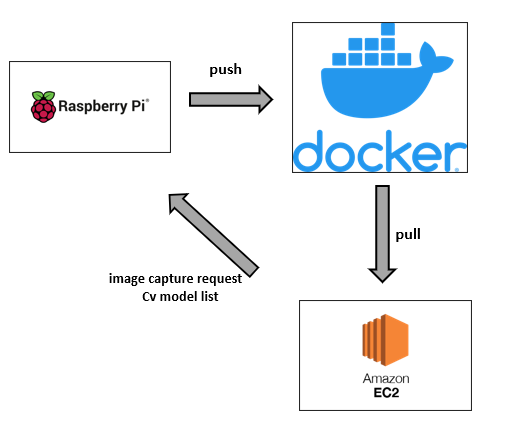 push
Raspberry Pi®
docker
pull
image capture request
Cv model list
Amazon
EC2